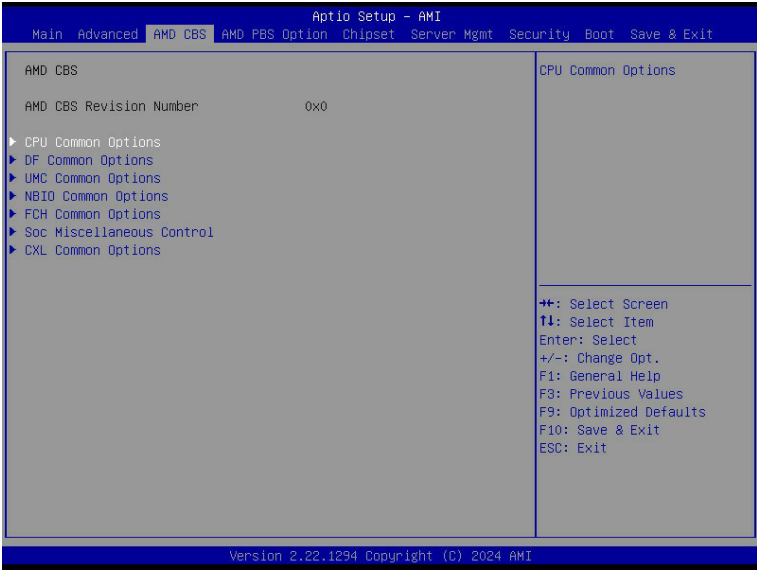 Aptio Setup - AMI
Main Advanced AMD CBS AMD PBS Option Chipset Server Mgmt Security Boot Save & Exit
AMD CBS
AMD CBS Revision Number 0x0
CPU Common Options
DF Common Options
UMC Common Options
NBIO Common Options
FCH Common Options
Soc Miscellaneous Control
CXL Common Options
CPU Common Options
→←: Select Screen
↑↓: Select Item
Enter: Select
+/-: Change Opt.
F1: General Help
F3: Previous Values
F9: Optimized Defaults
F10: Save & Exit
ESC: Exit
Version 2.22.1294 Copyright (C) 2024 AMI